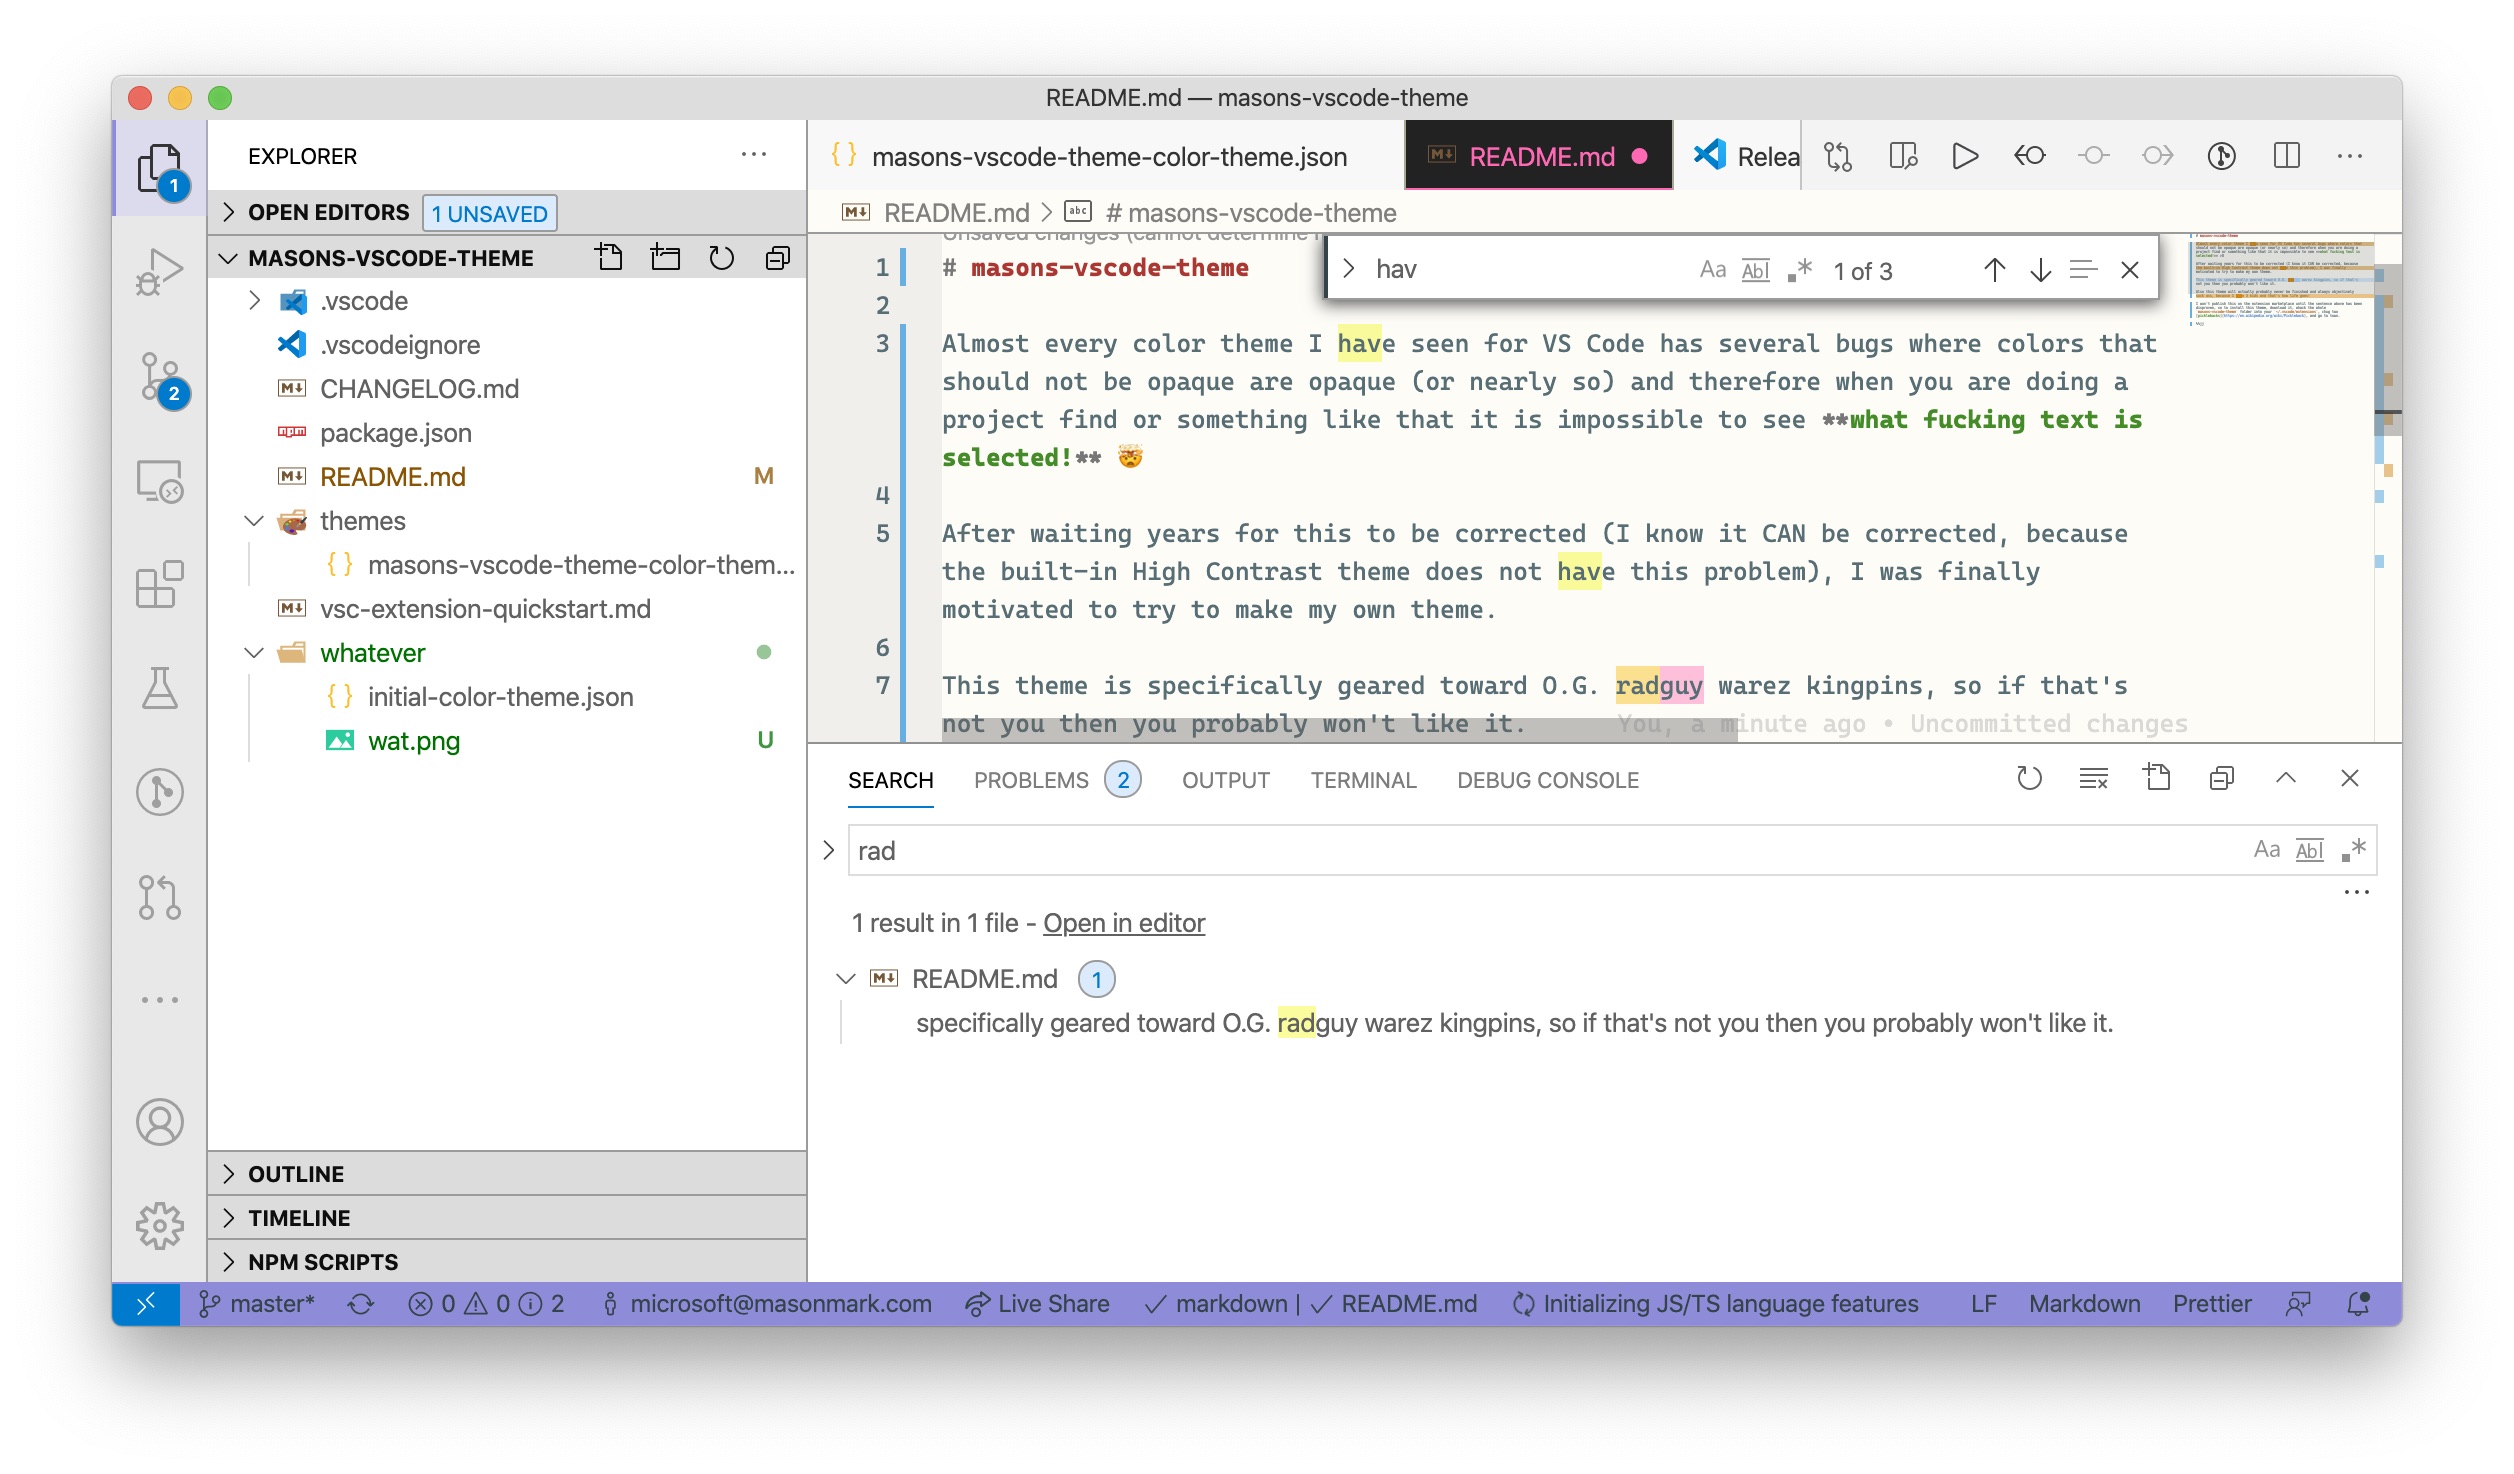 README.md — masons-vscode-theme
1
EXPLORER
OPEN EDITORS 1 UNSAVED
MASONS-VSCODE-THEME
.vscode
.vscodeignore
CHANGELOG.md
package.json
README.md M
themes
{ } masons-vscode-theme-color-them...
vsc-extension-quickstart.md
whatever
{ } initial-color-theme.json
wat.png U
2
OUTLINE
TIMELINE
NPM SCRIPTS
{ } masons-vscode-theme-color-theme.json
README.md
Relea
README.md > abc # masons-vscode-theme
Unsaved changes (cannot determine
hav Aa Abl .* 1 of 3
1 # masons-vscode-theme
2
3 Almost every color theme I have seen for VS Code has several bugs where colors that
should not be opaque are opaque (or nearly so) and therefore when you are doing a
project find or something like that it is impossible to see **what fucking text is
selected!** 🤯
4
5 After waiting years for this to be corrected (I know it CAN be corrected, because
the built-in High Contrast theme does not have this problem), I was finally
motivated to try to make my own theme.
6
7 This theme is specifically geared toward O.G. radguy warez kingpins, so if that's
not you then you probably won't like it. You, a minute ago • Uncommitted changes
SEARCH PROBLEMS 2 OUTPUT TERMINAL DEBUG CONSOLE
rad Aa Abl .*
1 result in 1 file - Open in editor
README.md 1
specifically geared toward O.G. radguy warez kingpins, so if that's not you then you probably won't like it.
master* 0 0 2 microsoft@masonmark.com Live Share ✓ markdown | ✓ README.md Initializing JS/TS language features LF Markdown Prettier